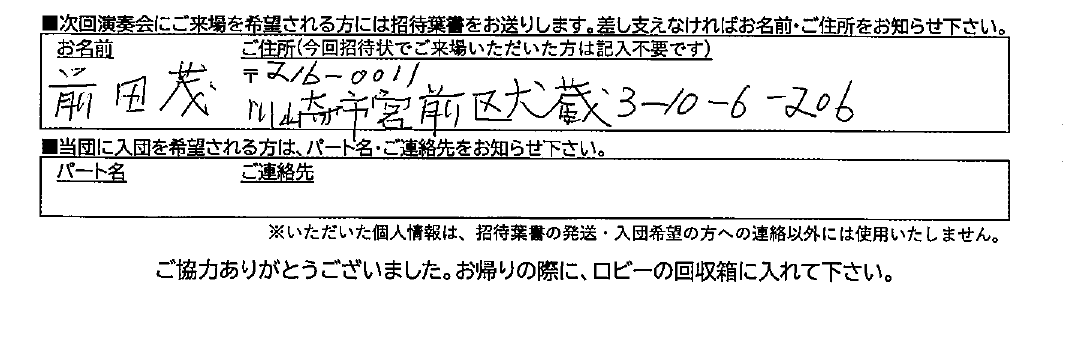 ■次回演奏会にご来場を希望される方には招待葉書をお送りします。差し支えなければお名前・ご住所をお知らせ下さい。
お名前 ご住所(今回招待状でご来場いただいた方は記入不要です)
前田茂 〒216-0011
川崎市宮前区犬蔵3-10-6-206
■当団に入団を希望される方は、パート名・ご連絡先をお知らせ下さい。
パート名 ご連絡先
※いただいた個人情報は、招待葉書の発送・入団希望の方への連絡以外には使用いたしません。
ご協力ありがとうございました。お帰りの際に、ロビーの回収箱に入れて下さい。